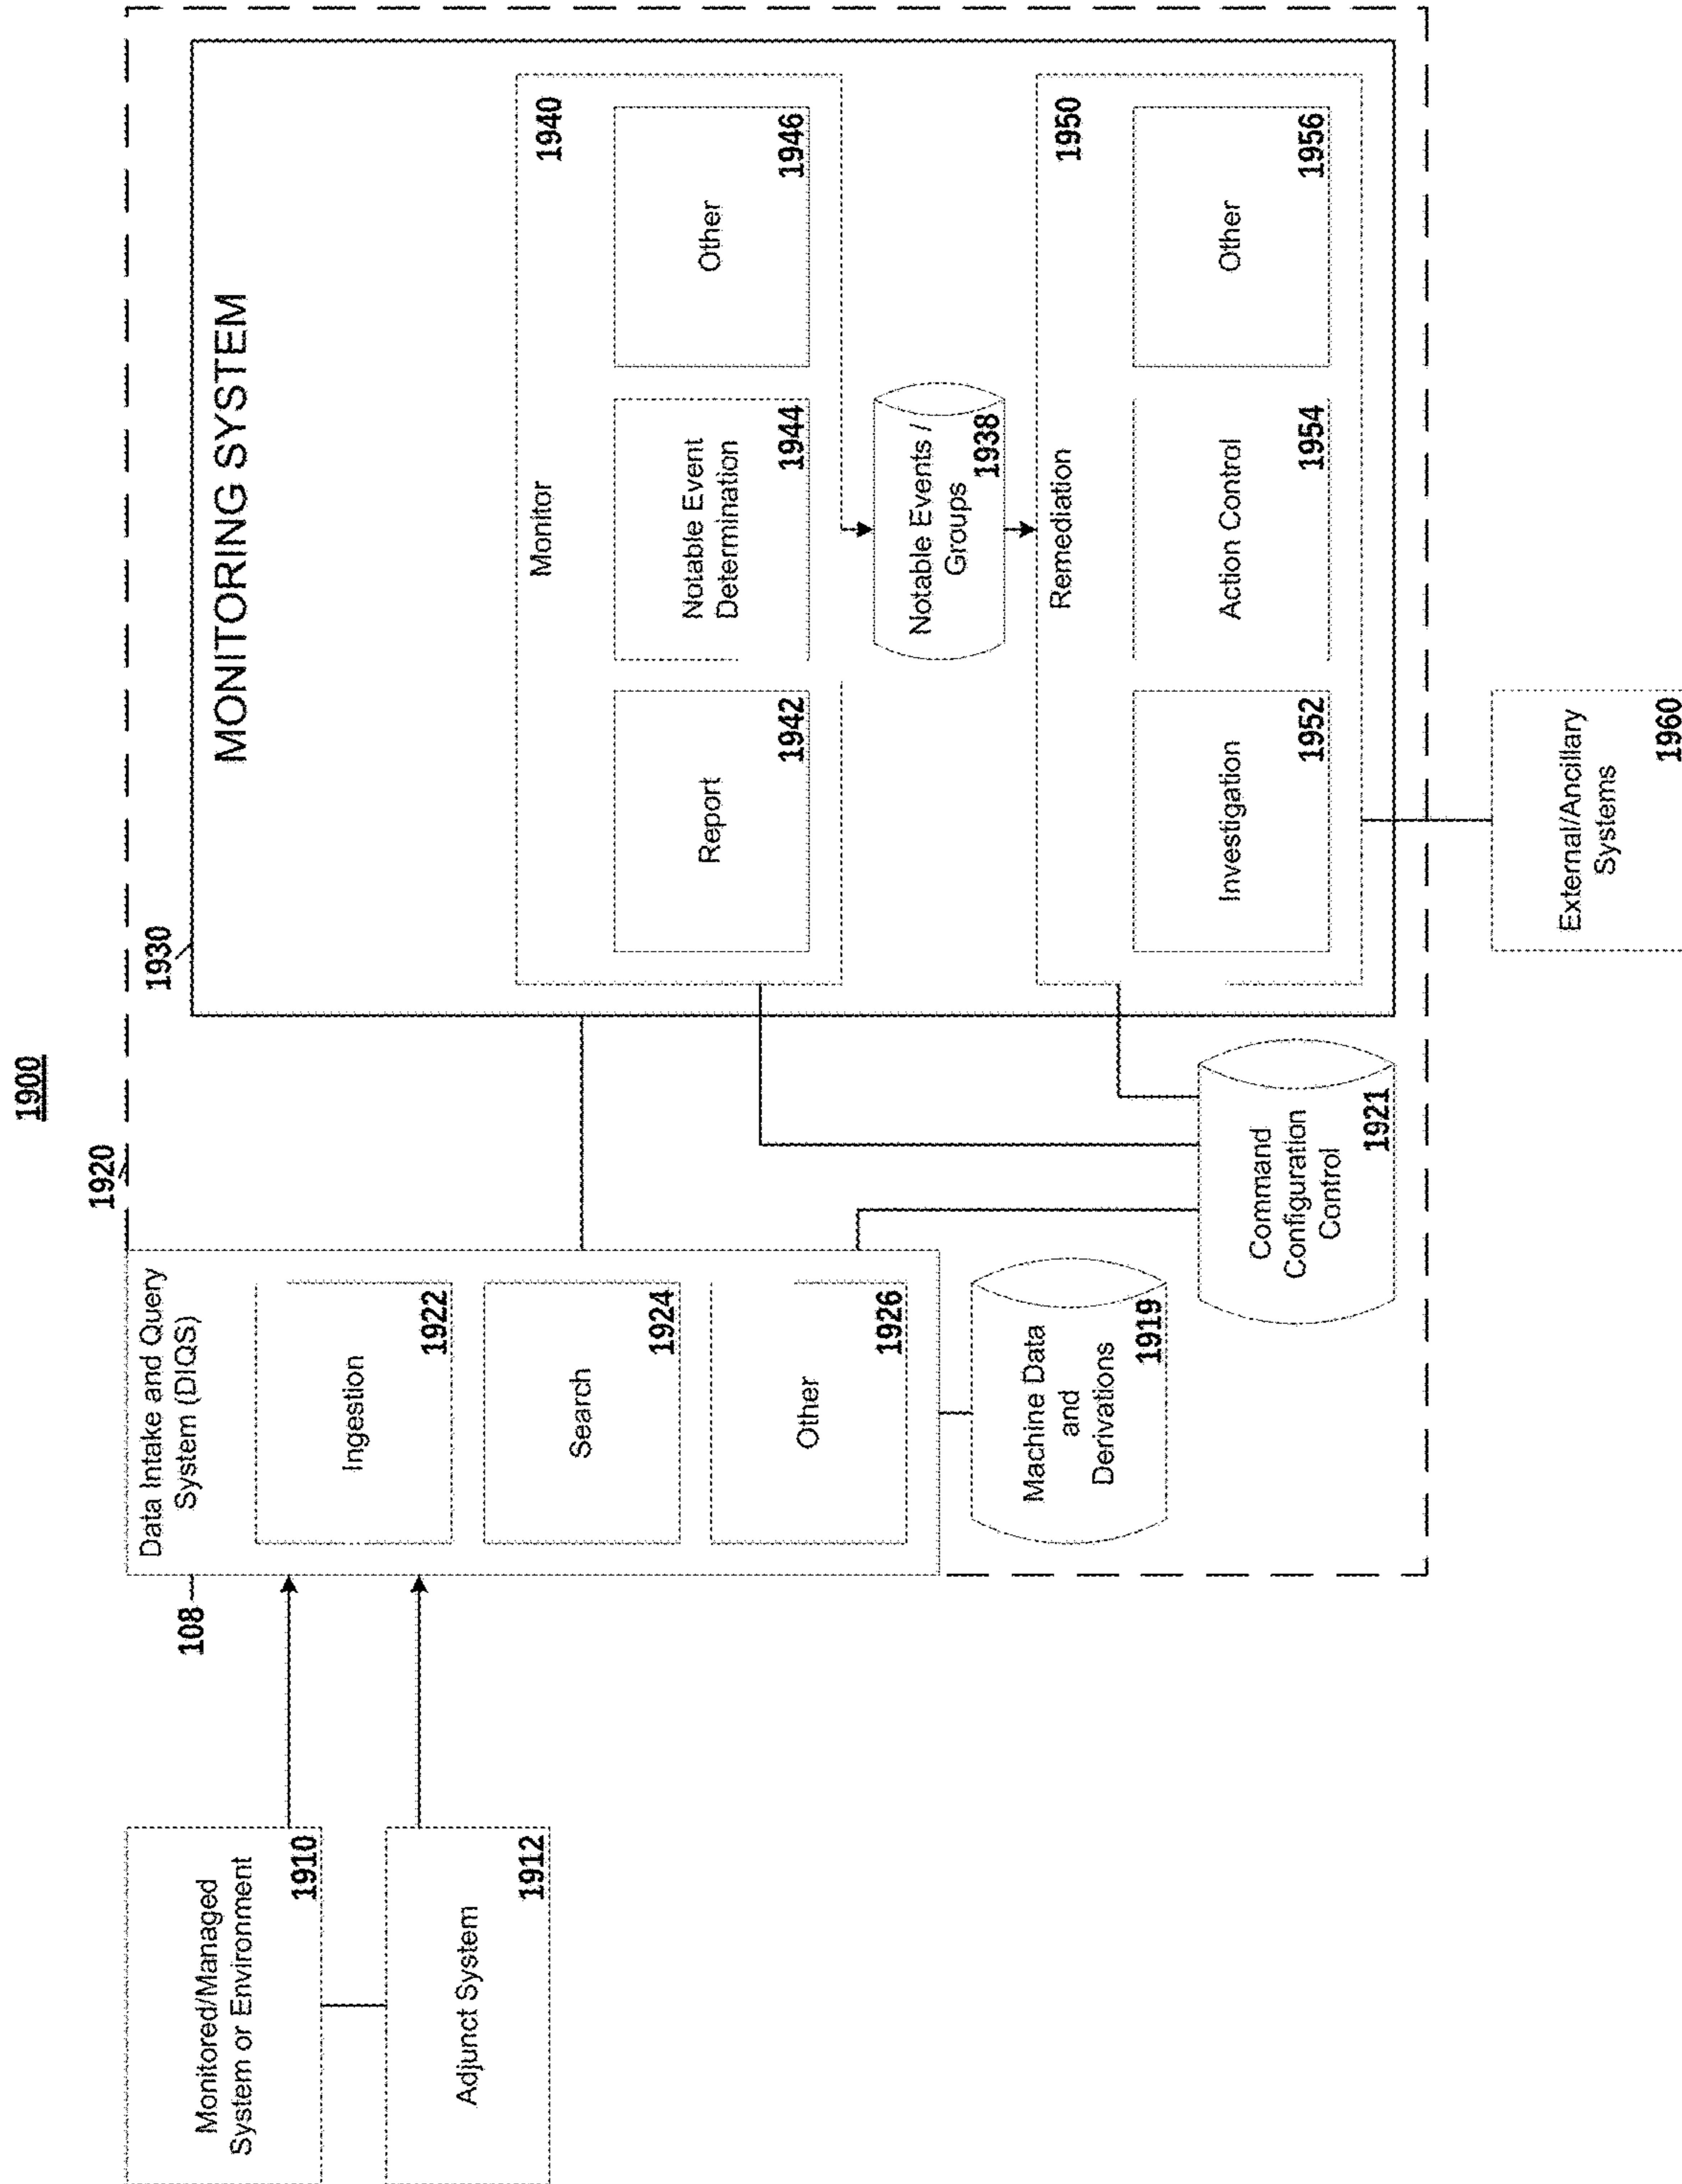 1900
1920
1930
108
Monitored/Managed
System or Environment
1910
Adjunct System
1912
Data Intake and Query
System (DIQS)
Ingestion
1922
Search
1924
Other
1926
Machine Data
and
Derivations
1919
Command
Configuration
Control
1921
MONITORING SYSTEM
Monitor
1940
Report
1942
Notable Event
Determination
1944
Other
1946
Notable Events /
Groups
1938
Remediation
1950
Investigation
1952
Action Control
1954
Other
1956
External/Ancillary
Systems
1960